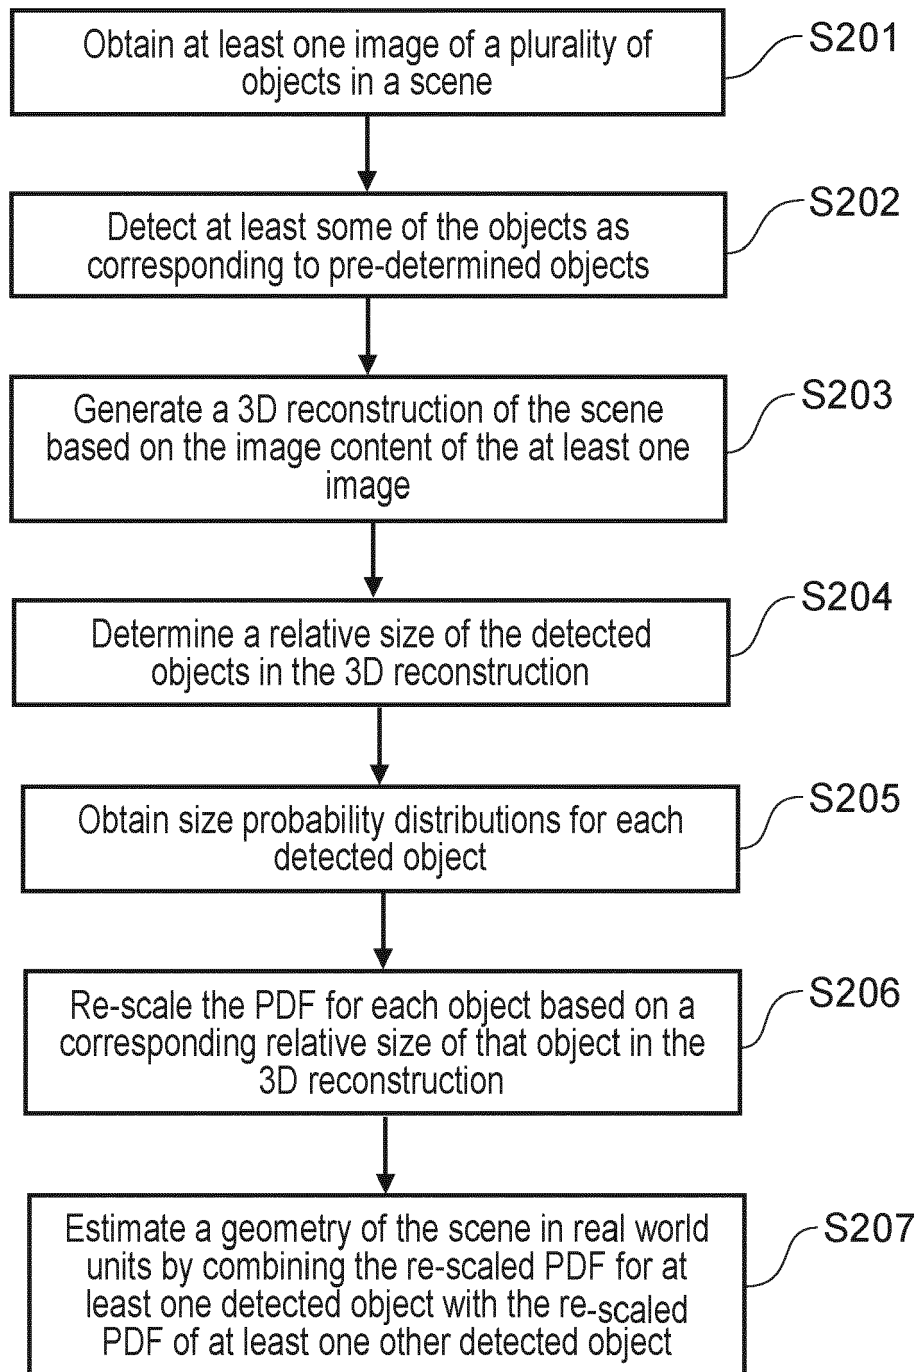 Obtain at least one image of a plurality of
objects in a scene
S201
Detect at least some of the objects as
corresponding to pre-determined objects
S202
Generate a 3D reconstruction of the scene
based on the image content of the at least one
image
S203
Determine a relative size of the detected
objects in the 3D reconstruction
S204
Obtain size probability distributions for each
detected object
S205
Re-scale the PDF for each object based on a
corresponding relative size of that object in the
3D reconstruction
S206
Estimate a geometry of the scene in real world
units by combining the re-scaled PDF for at
least one detected object with the re-scaled
PDF of at least one other detected object
S207